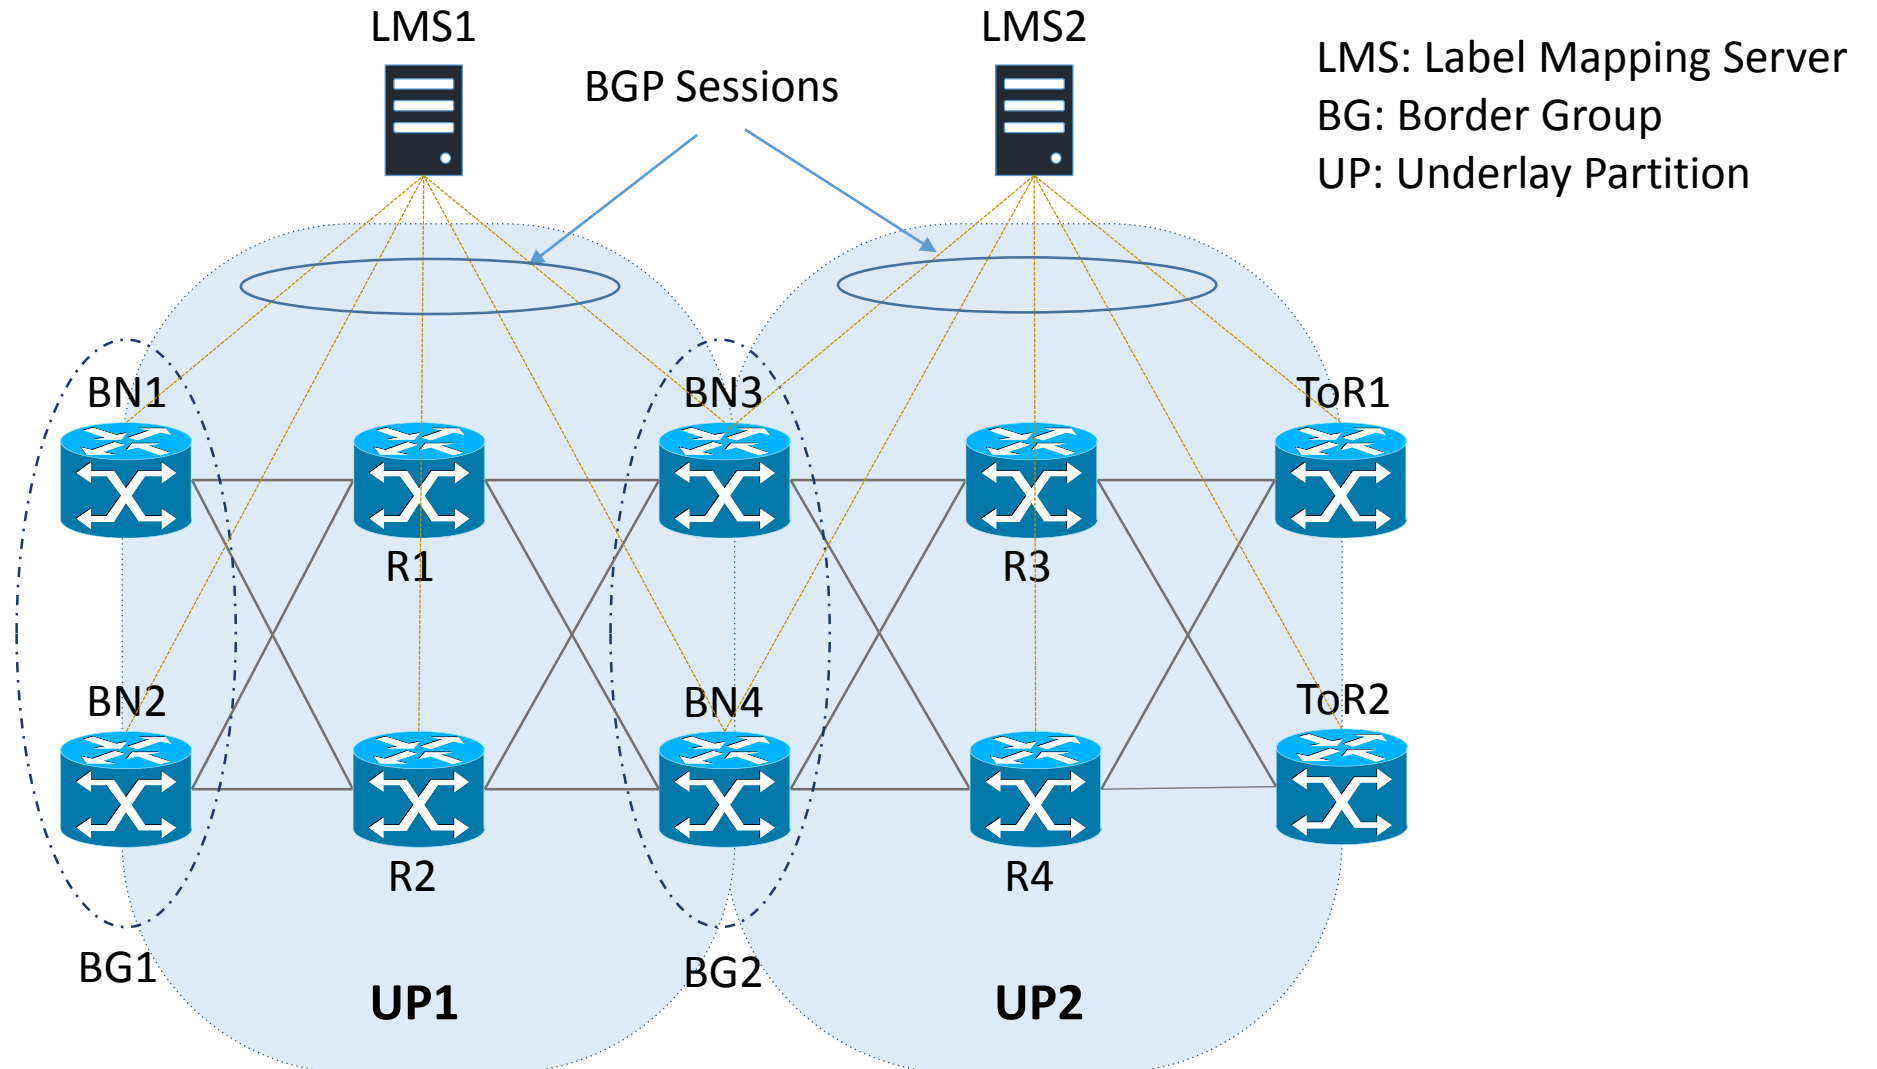 LMS1
LMS2
BGP Sessions
LMS: Label Mapping Server
BG: Border Group
UP: Underlay Partition
BN1
BN3
ToR1
R1
R3
BN2
BN4
ToR2
R2
R4
BG1
BG2
UP1
UP2